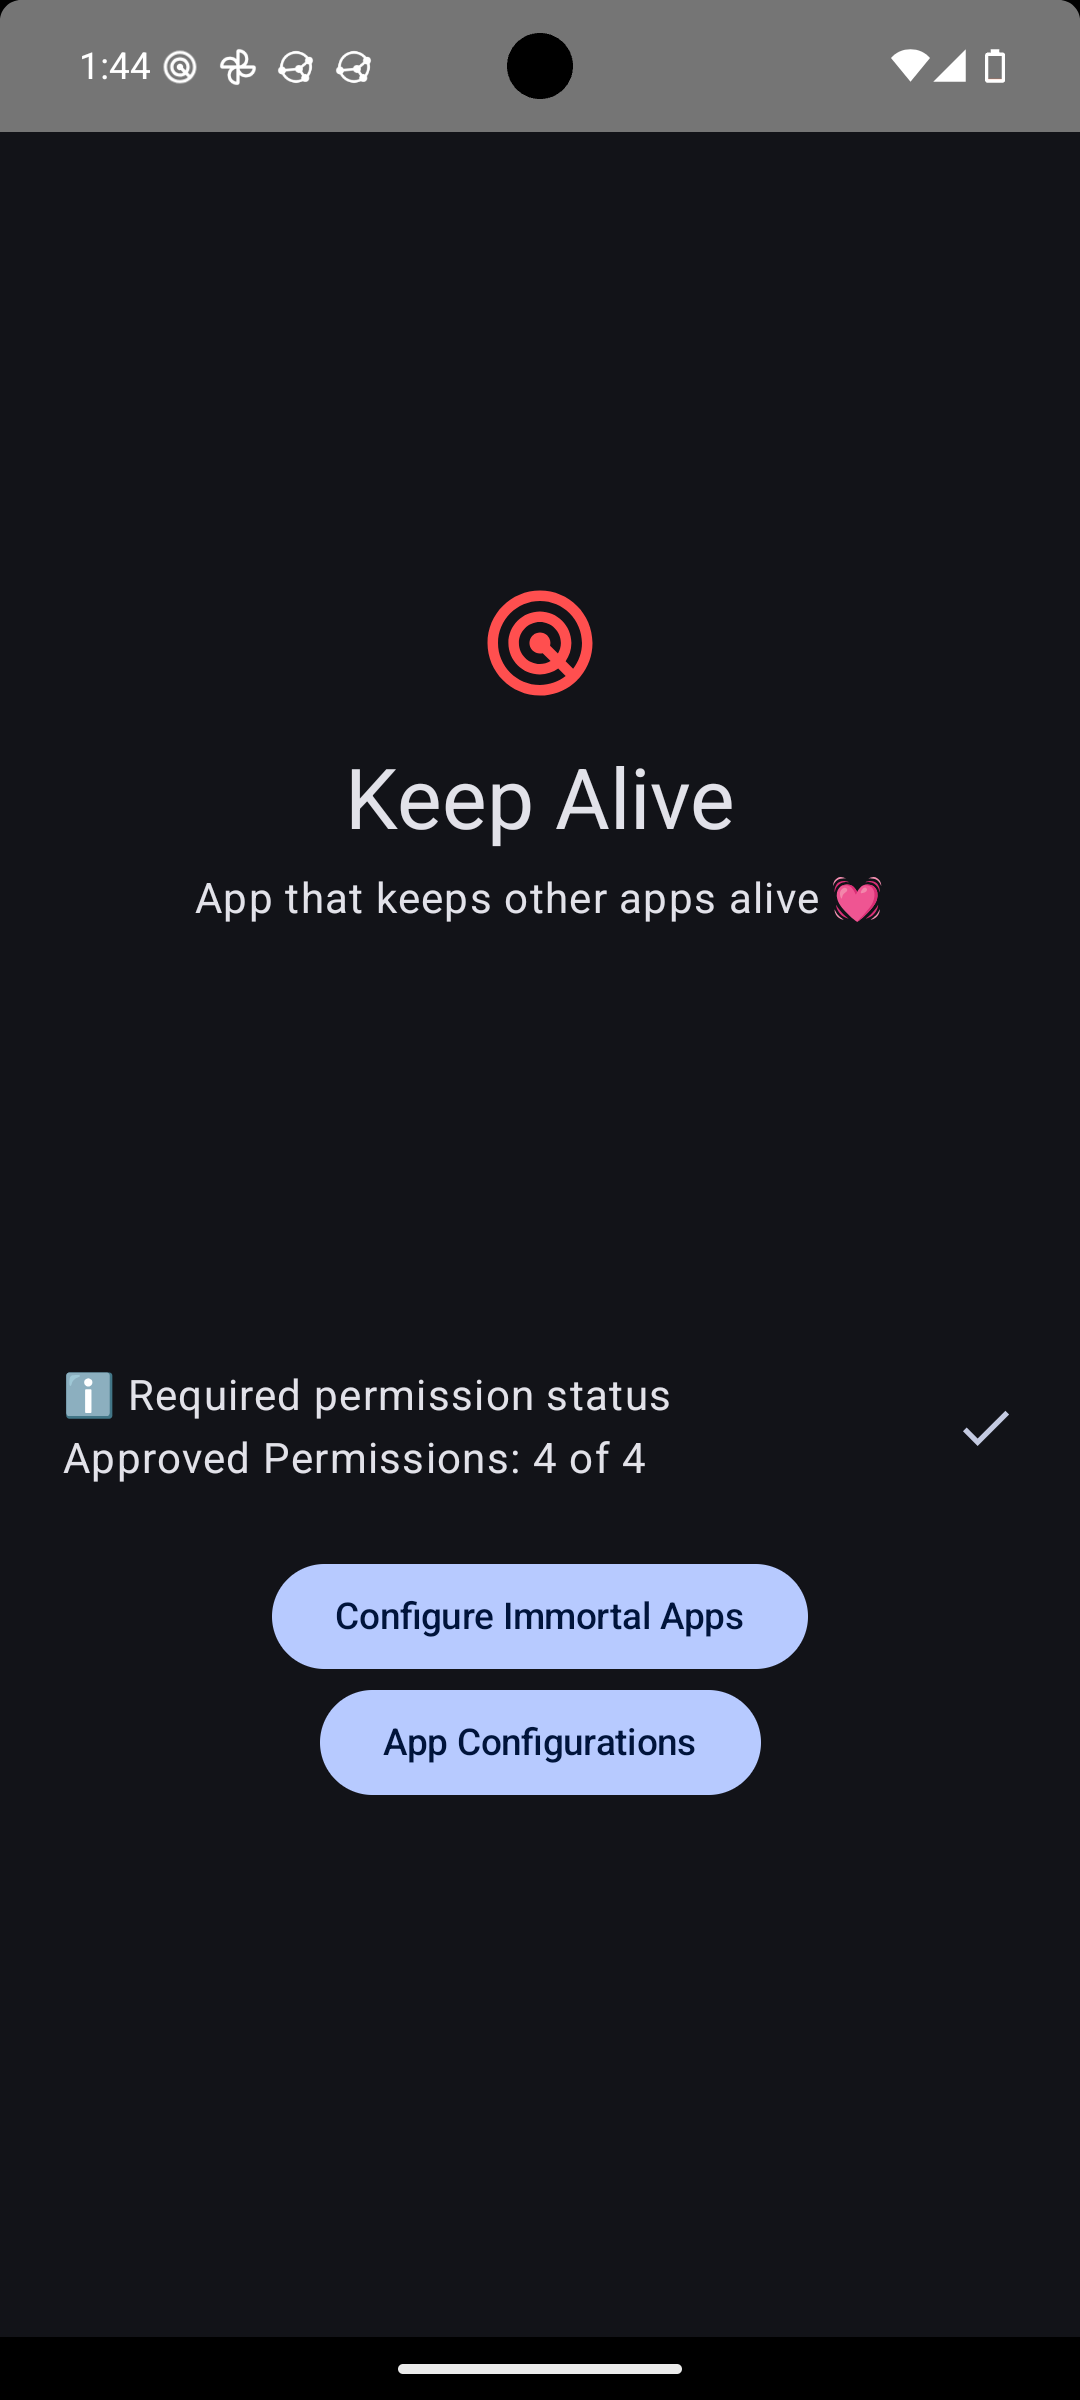 1:44
Keep Alive
App that keeps other apps alive 💓
ℹ️ Required permission status
Approved Permissions: 4 of 4
Configure Immortal Apps
App Configurations